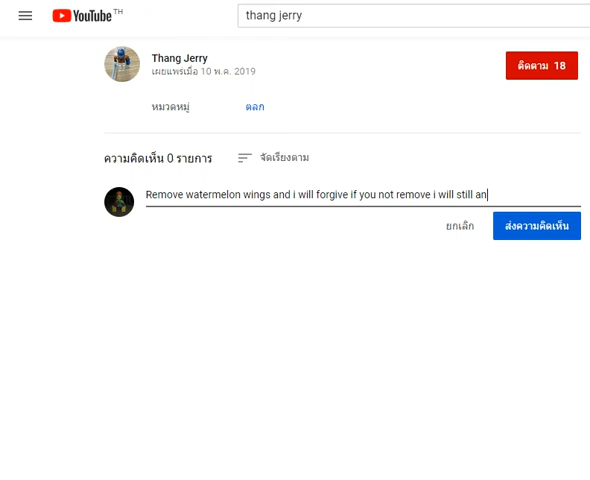 YouTube TH
thang jerry
Thang Jerry
เผยแพร่เมื่อ 10 พ.ค. 2019
ติดตาม 18
หมวดหมู่ ตลก
ความคิดเห็น 0 รายการ จัดเรียงตาม
Remove watermelon wings and i will forgive if you not remove i will still an
ยกเลิก ส่งความคิดเห็น